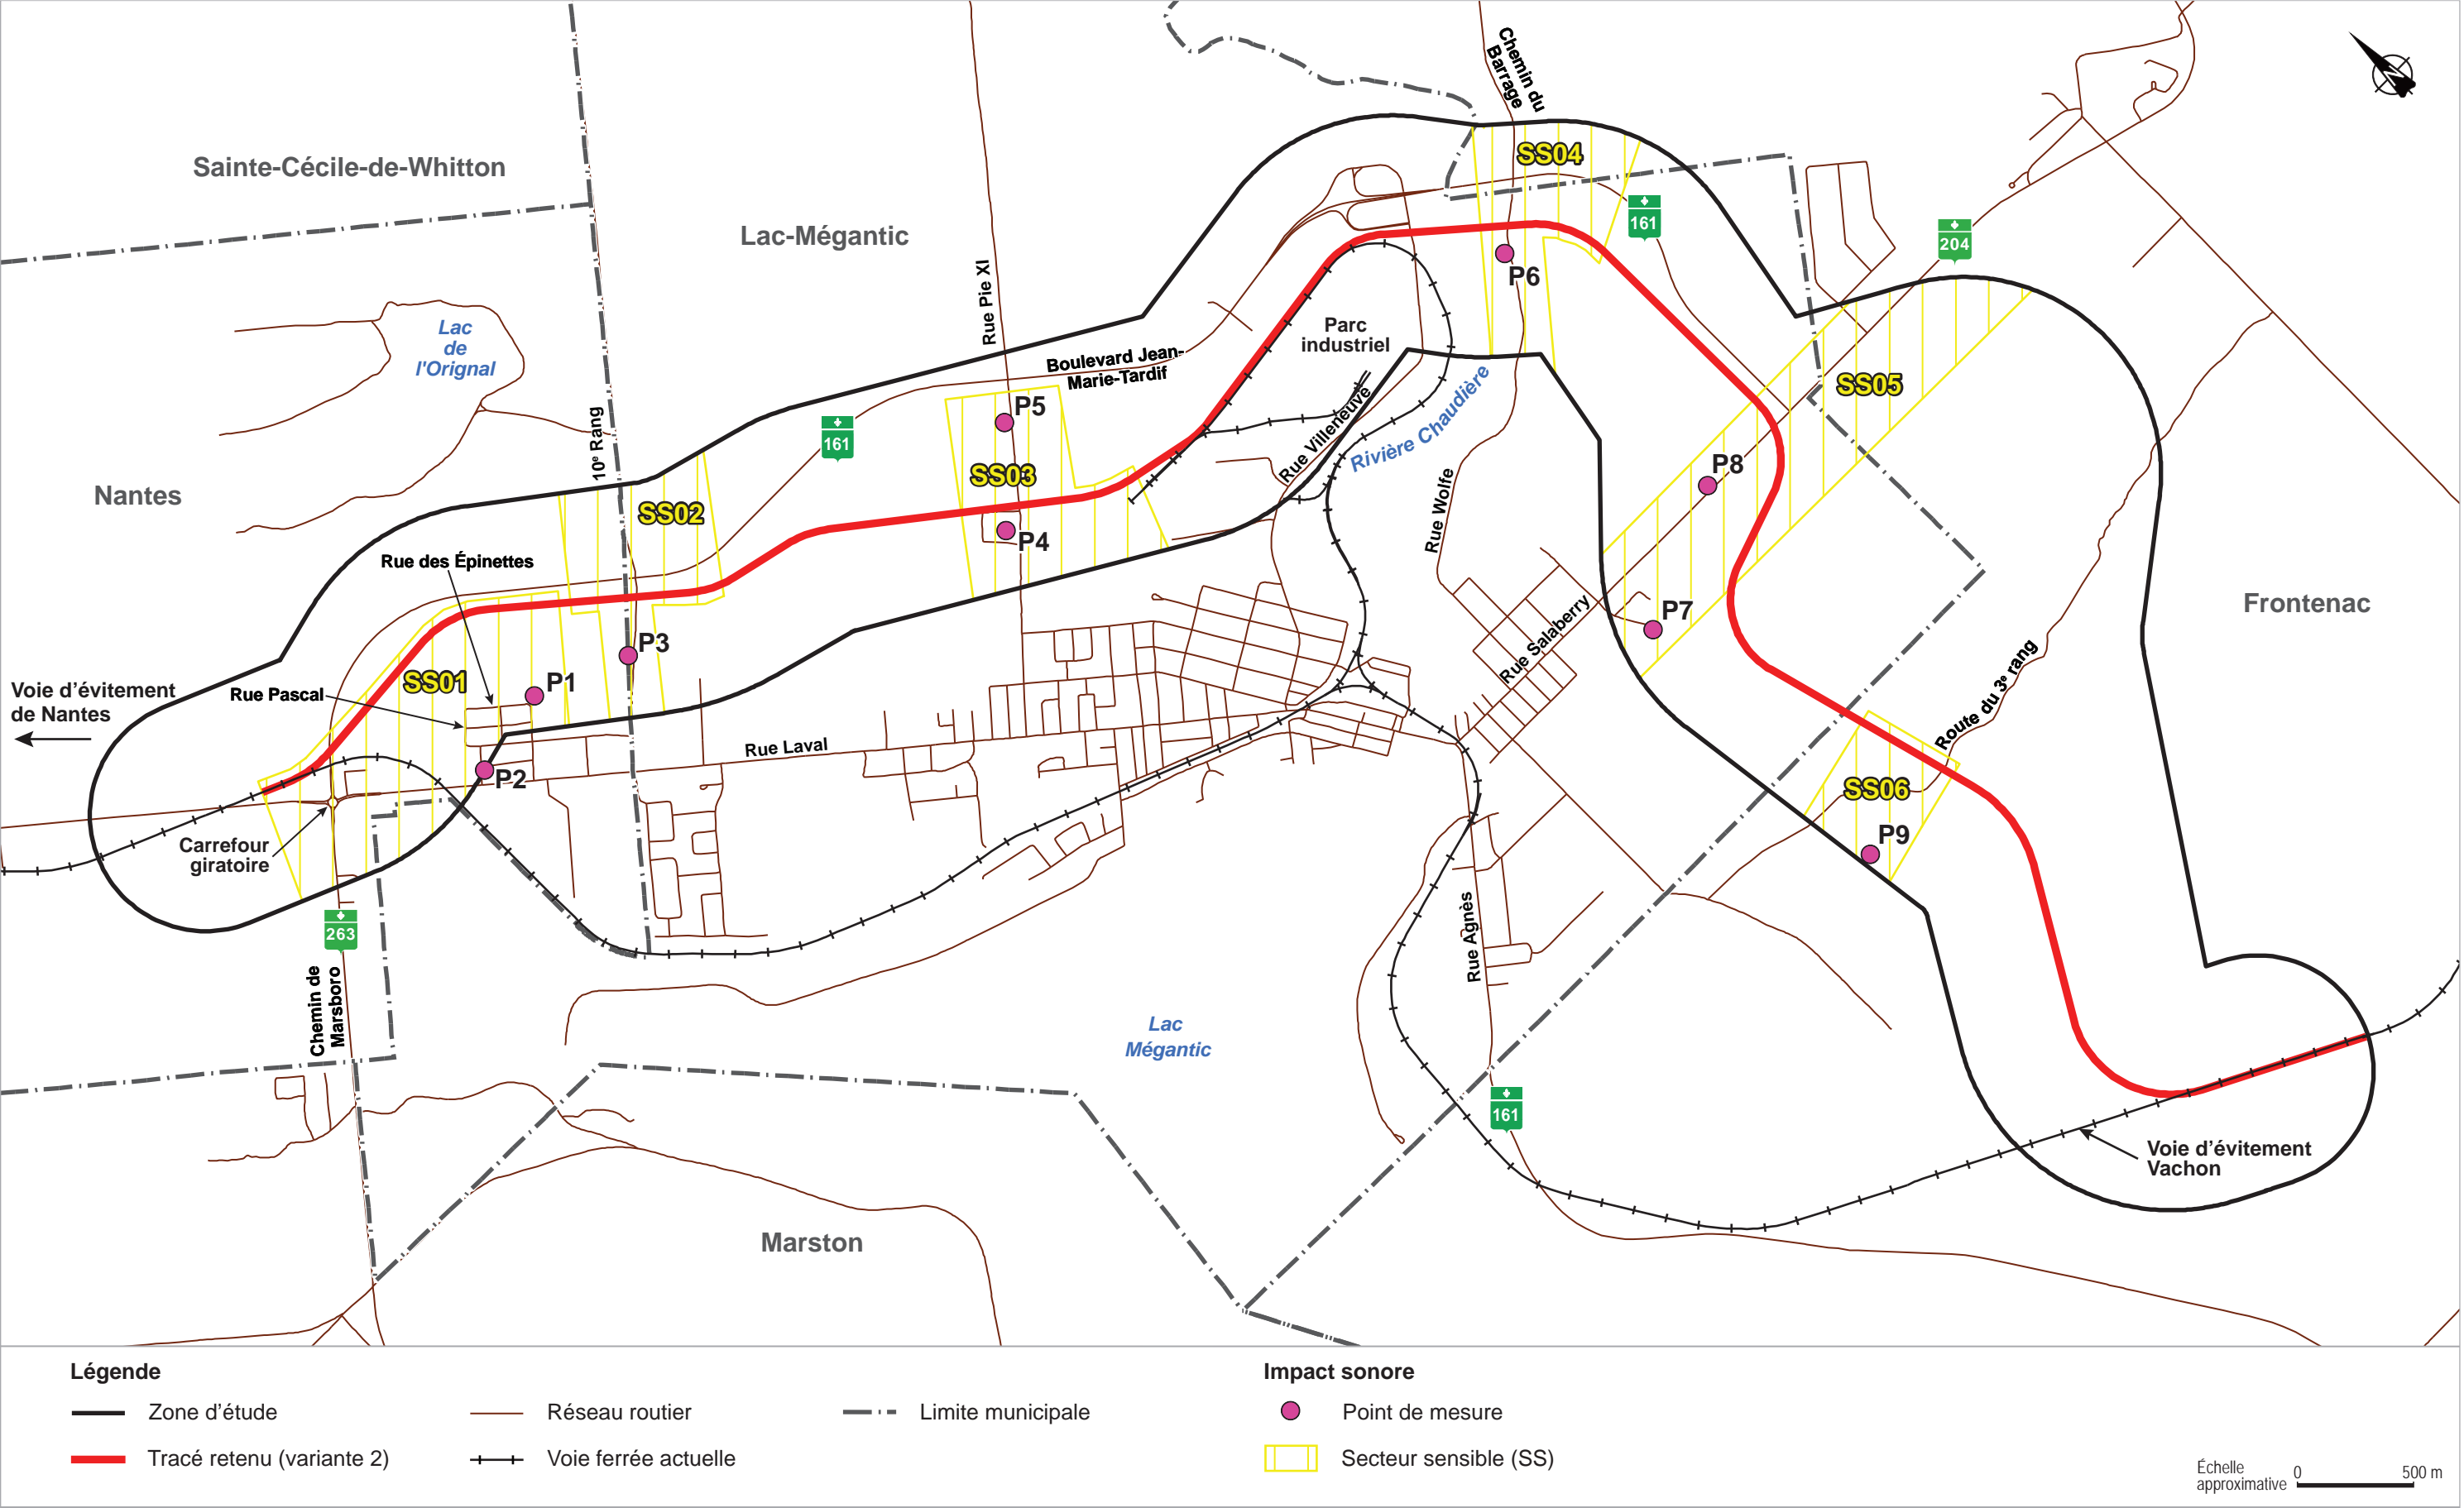 Chemin du
Barrage
SS04
Sainte-Cécile-de-Whitton
161
204
Lac-Mégantic
P6
Rue Pie XI
Parc
industriel
Lac
de
l'Orignal
Boulevard Jean-
Marie-Tardif
SS05
P5
161
10e Rang
Rue Villeneuve
Rivière Chaudière
SS03
P8
Nantes
SS02
Rue Wolfe
P4
Rue des Épinettes
Frontenac
P7
P3
Rue Salaberry
SS01
P1
Rue Pascal
Voie d'évitement
de Nantes
Route du 3e rang
Rue Laval
P2
SS06
P9
Carrefour
giratoire
263
Rue Agnès
Chemin de
Marsboro
Lac
Mégantic
161
Voie d'évitement
Vachon
Marston
Légende
Impact sonore
Zone d'étude
Réseau routier
Limite municipale
Point de mesure
Tracé retenu (variante 2)
Voie ferrée actuelle
Secteur sensible (SS)
Échelle
approximative
0
500 m